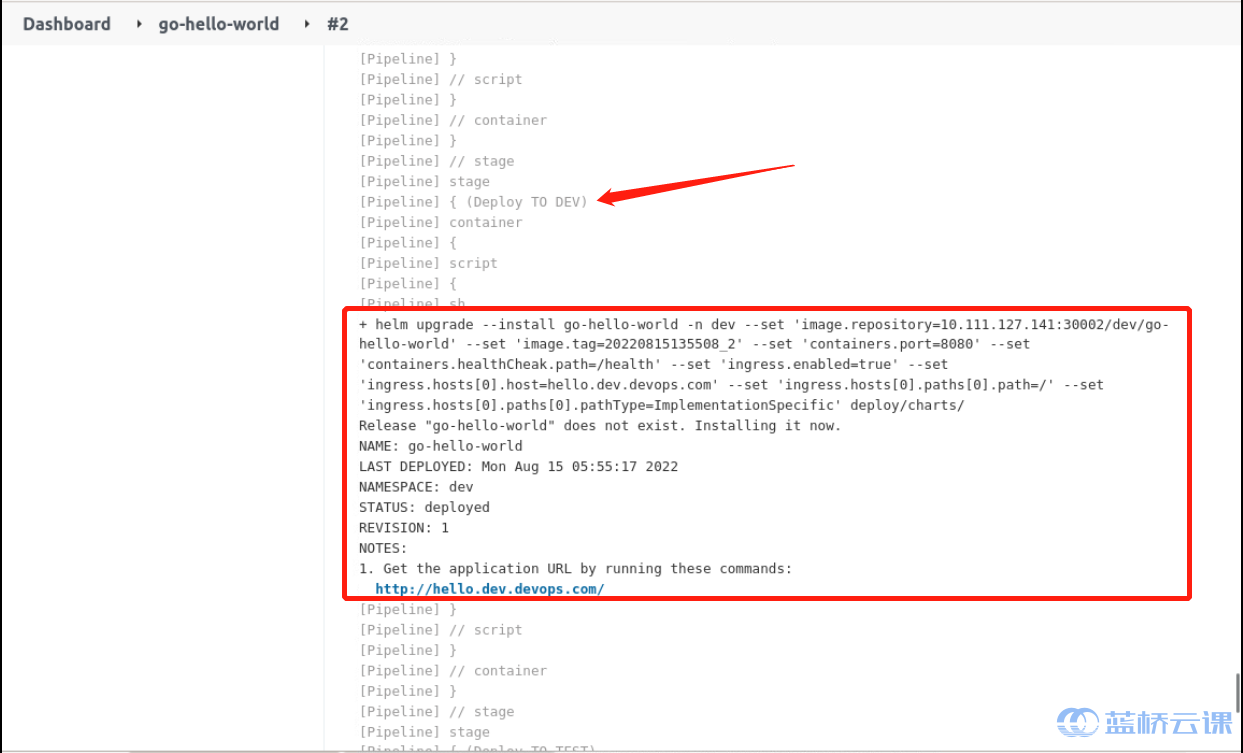 Dashboard ▸ go-hello-world ▸ #2
[Pipeline] }
[Pipeline] // script
[Pipeline] }
[Pipeline] // container
[Pipeline] }
[Pipeline] // stage
[Pipeline] stage
[Pipeline] { (Deploy TO DEV)
[Pipeline] container
[Pipeline] {
[Pipeline] script
[Pipeline] {
[Pipeline] sh
+ helm upgrade --install go-hello-world -n dev --set 'image.repository=10.111.127.141:30002/dev/go-
hello-world' --set 'image.tag=20220815135508_2' --set 'containers.port=8080' --set
'containers.healthCheak.path=/health' --set 'ingress.enabled=true' --set
'ingress.hosts[0].host=hello.dev.devops.com' --set 'ingress.hosts[0].paths[0].path=/' --set
'ingress.hosts[0].paths[0].pathType=ImplementationSpecific' deploy/charts/
Release "go-hello-world" does not exist. Installing it now.
NAME: go-hello-world
LAST DEPLOYED: Mon Aug 15 05:55:17 2022
NAMESPACE: dev
STATUS: deployed
REVISION: 1
NOTES:
1. Get the application URL by running these commands:
http://hello.dev.devops.com/
[Pipeline] }
[Pipeline] // script
[Pipeline] }
[Pipeline] // container
[Pipeline] }
[Pipeline] // stage
[Pipeline] stage
[Pipeline] { (Deploy TO TEST)
蓝桥云课